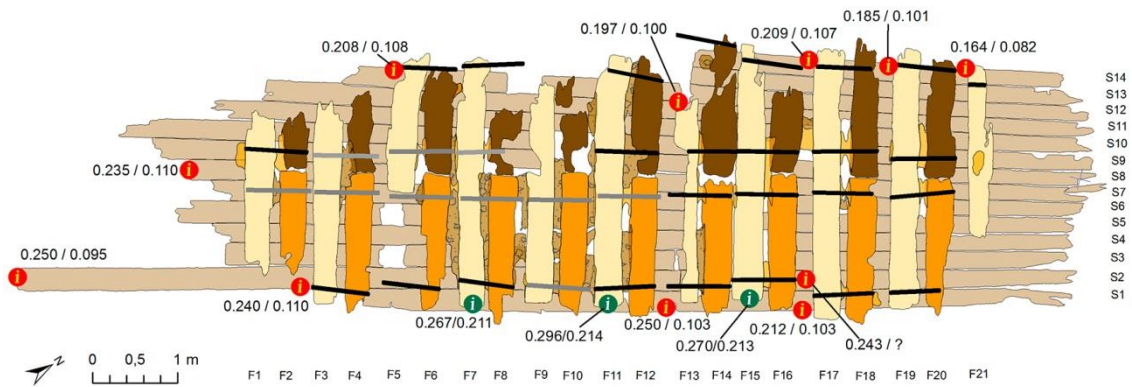 0.185 / 0.101
0.209 / 0.107
0.197 / 0.100
0.208 / 0.108
0.164 / 0.082
i
i
i
i
i
i
S14
S13
S12
S11
S10
S9
S8
S7
S6
S5
S4
S3
S2
S1
0.235 / 0.110
i
0.250 / 0.095
i
i
i
0.240 / 0.110
i
0.267/0.211
i
0.296/0.214
i
0.250 / 0.103
i
0.270/0.213
i
0.212 / 0.103
0.243 / ?
N
0 0,5 1 m
F1 F2 F3 F4 F5 F6 F7 F8 F9 F10 F11 F12 F13 F14 F15 F16 F17 F18 F19 F20 F21